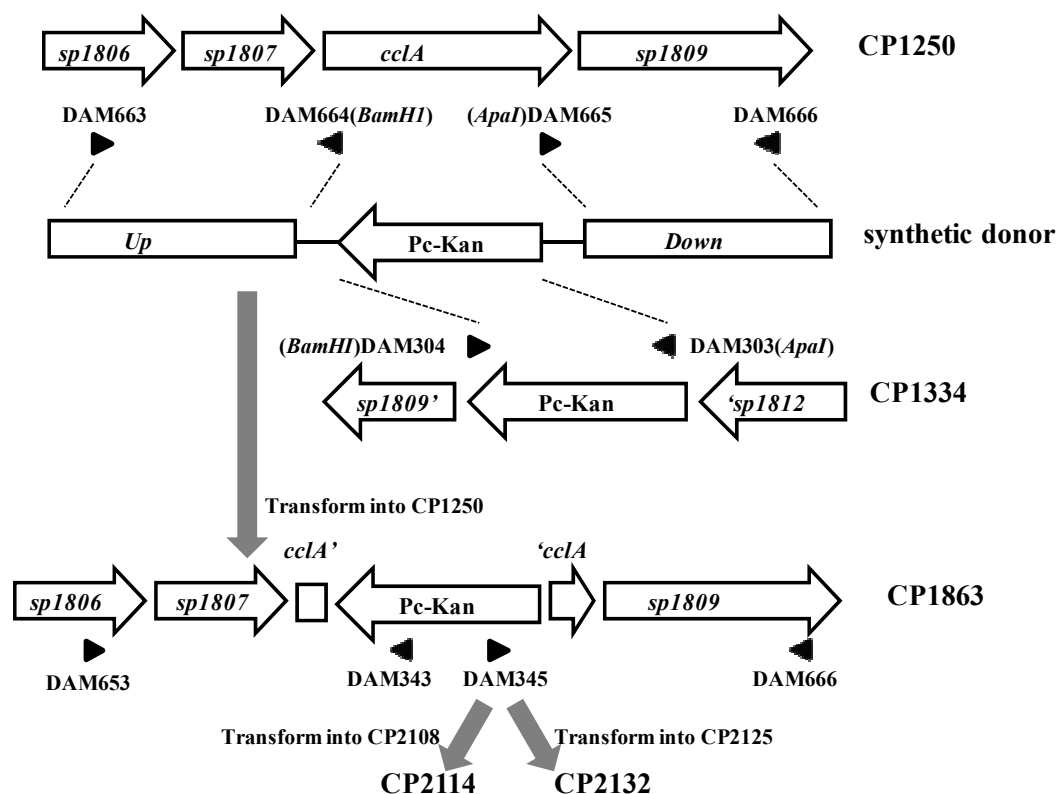 sp1806 sp1807 cclA sp1809 CP1250
DAM663 DAM664(BamH1) (ApaI)DAM665 DAM666
Up Pc-Kan Down synthetic donor
(BamHI)DAM304 DAM303(ApaI)
sp1809’ Pc-Kan ‘sp1812 CP1334
Transform into CP1250
cclA’ ‘cclA
sp1806 sp1807 Pc-Kan sp1809 CP1863
DAM653 DAM343 DAM345 DAM666
Transform into CP2108 Transform into CP2125
CP2114 CP2132